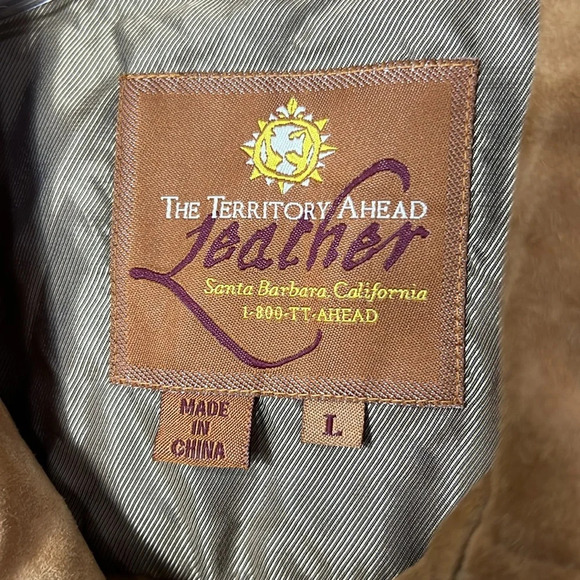 THE TERRITORY AHEAD
Leather
Santa Barbara, California
1-800-TT-AHEAD
MADE
IN
CHINA
L